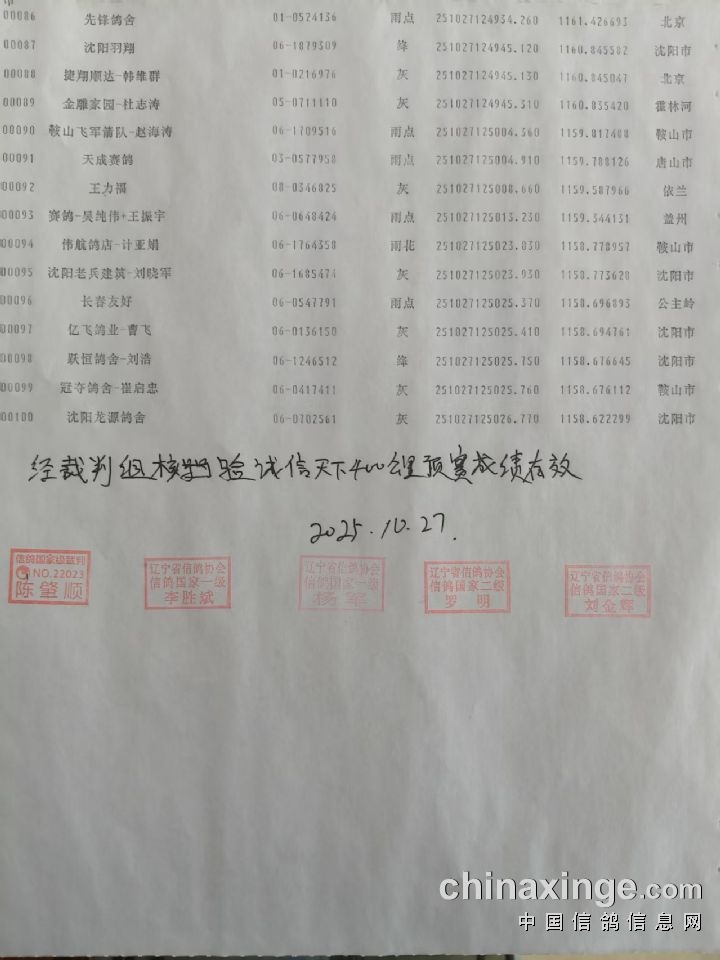 00086 先锋鸽舍 01-0524136 雨点 251027124934.260 1161.426693 北京
00087 沈阳羽翔 06-1879309 绛 251027124945.120 1160.845582 沈阳市
00088 捷翔顺达-韩维群 01-0216976 灰 251027124945.130 1160.845047 北京
00089 金雕家园-杜志涛 05-0711110 灰 251027124945.310 1160.835420 霍林河
00090 鞍山飞军箭队-赵海涛 06-1709516 雨点 251027125004.360 1159.817488 鞍山市
00091 天成赛鸽 03-0577958 雨点 251027125004.910 1159.788126 唐山市
00092 王力福 08-0346825 灰 251027125008.660 1159.587966 依兰
00093 赛鸽-吴纯伟+王振宇 06-0648424 雨点 251027125013.230 1159.344131 盖州
00094 伟航鸽店-计亚娟 06-1764358 雨花 251027125023.830 1158.778957 鞍山市
00095 沈阳老兵建筑-刘晓军 06-1685474 灰 251027125023.930 1158.773628 沈阳市
00096 长春友好 06-0547791 雨点 251027125025.370 1158.696893 公主岭
00097 亿飞鸽业-曹飞 06-0136150 灰 251027125025.410 1158.694761 沈阳市
00098 跃恒鸽舍-刘浩 06-1246512 绛 251027125025.750 1158.676645 沈阳市
00099 冠夺鸽舍-崔启忠 06-0417411 灰 251027125025.760 1158.676112 鞍山市
00100 沈阳龙源鸽舍 06-0702561 灰 251027125026.770 1158.622299 沈阳市
经裁判组核验诚信天下400公里预赛成绩有效
2025.10.27.
信鸽国家级裁判
NO.22023
陈肇顺
辽宁省信鸽协会
信鸽国家一级
李胜斌
辽宁省信鸽协会
信鸽国家一级
杨军
辽宁省信鸽协会
信鸽国家二级
罗明
辽宁省信鸽协会
信鸽国家二级
刘金辉
chinaxinge.com
中国信鸽信息网